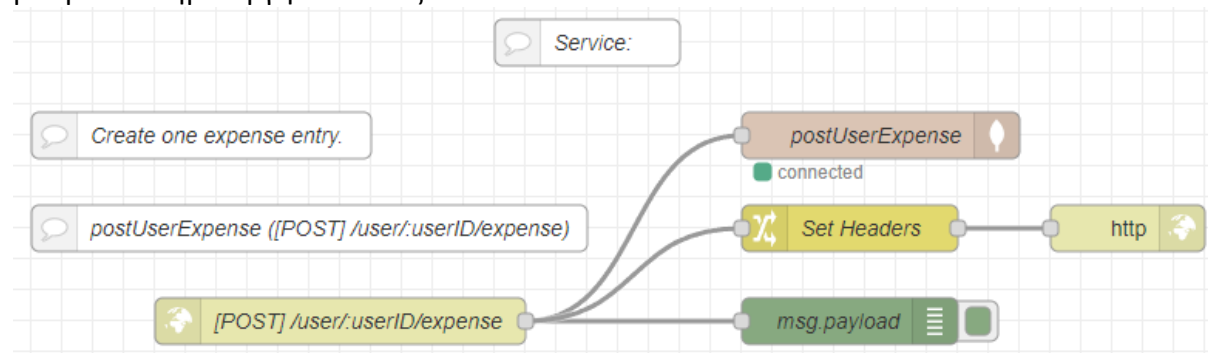 Service:
Create one expense entry.
postUserExpense
connected
postUserExpense ([POST] /user/:userID/expense)
Set Headers
http
[POST] /user/:userID/expense
msg.payload